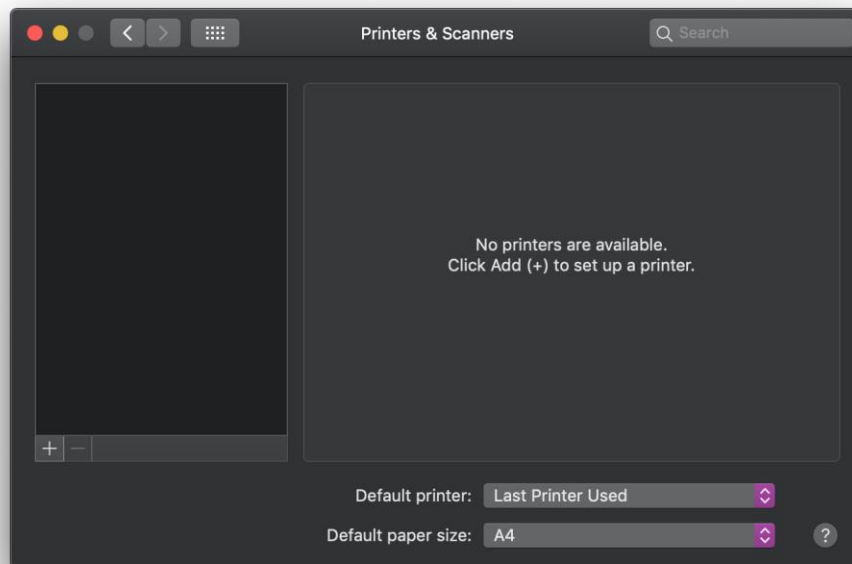 Printers & Scanners
Search
No printers are available.
Click Add (+) to set up a printer.
+ −
Default printer: Last Printer Used
Default paper size: A4
?